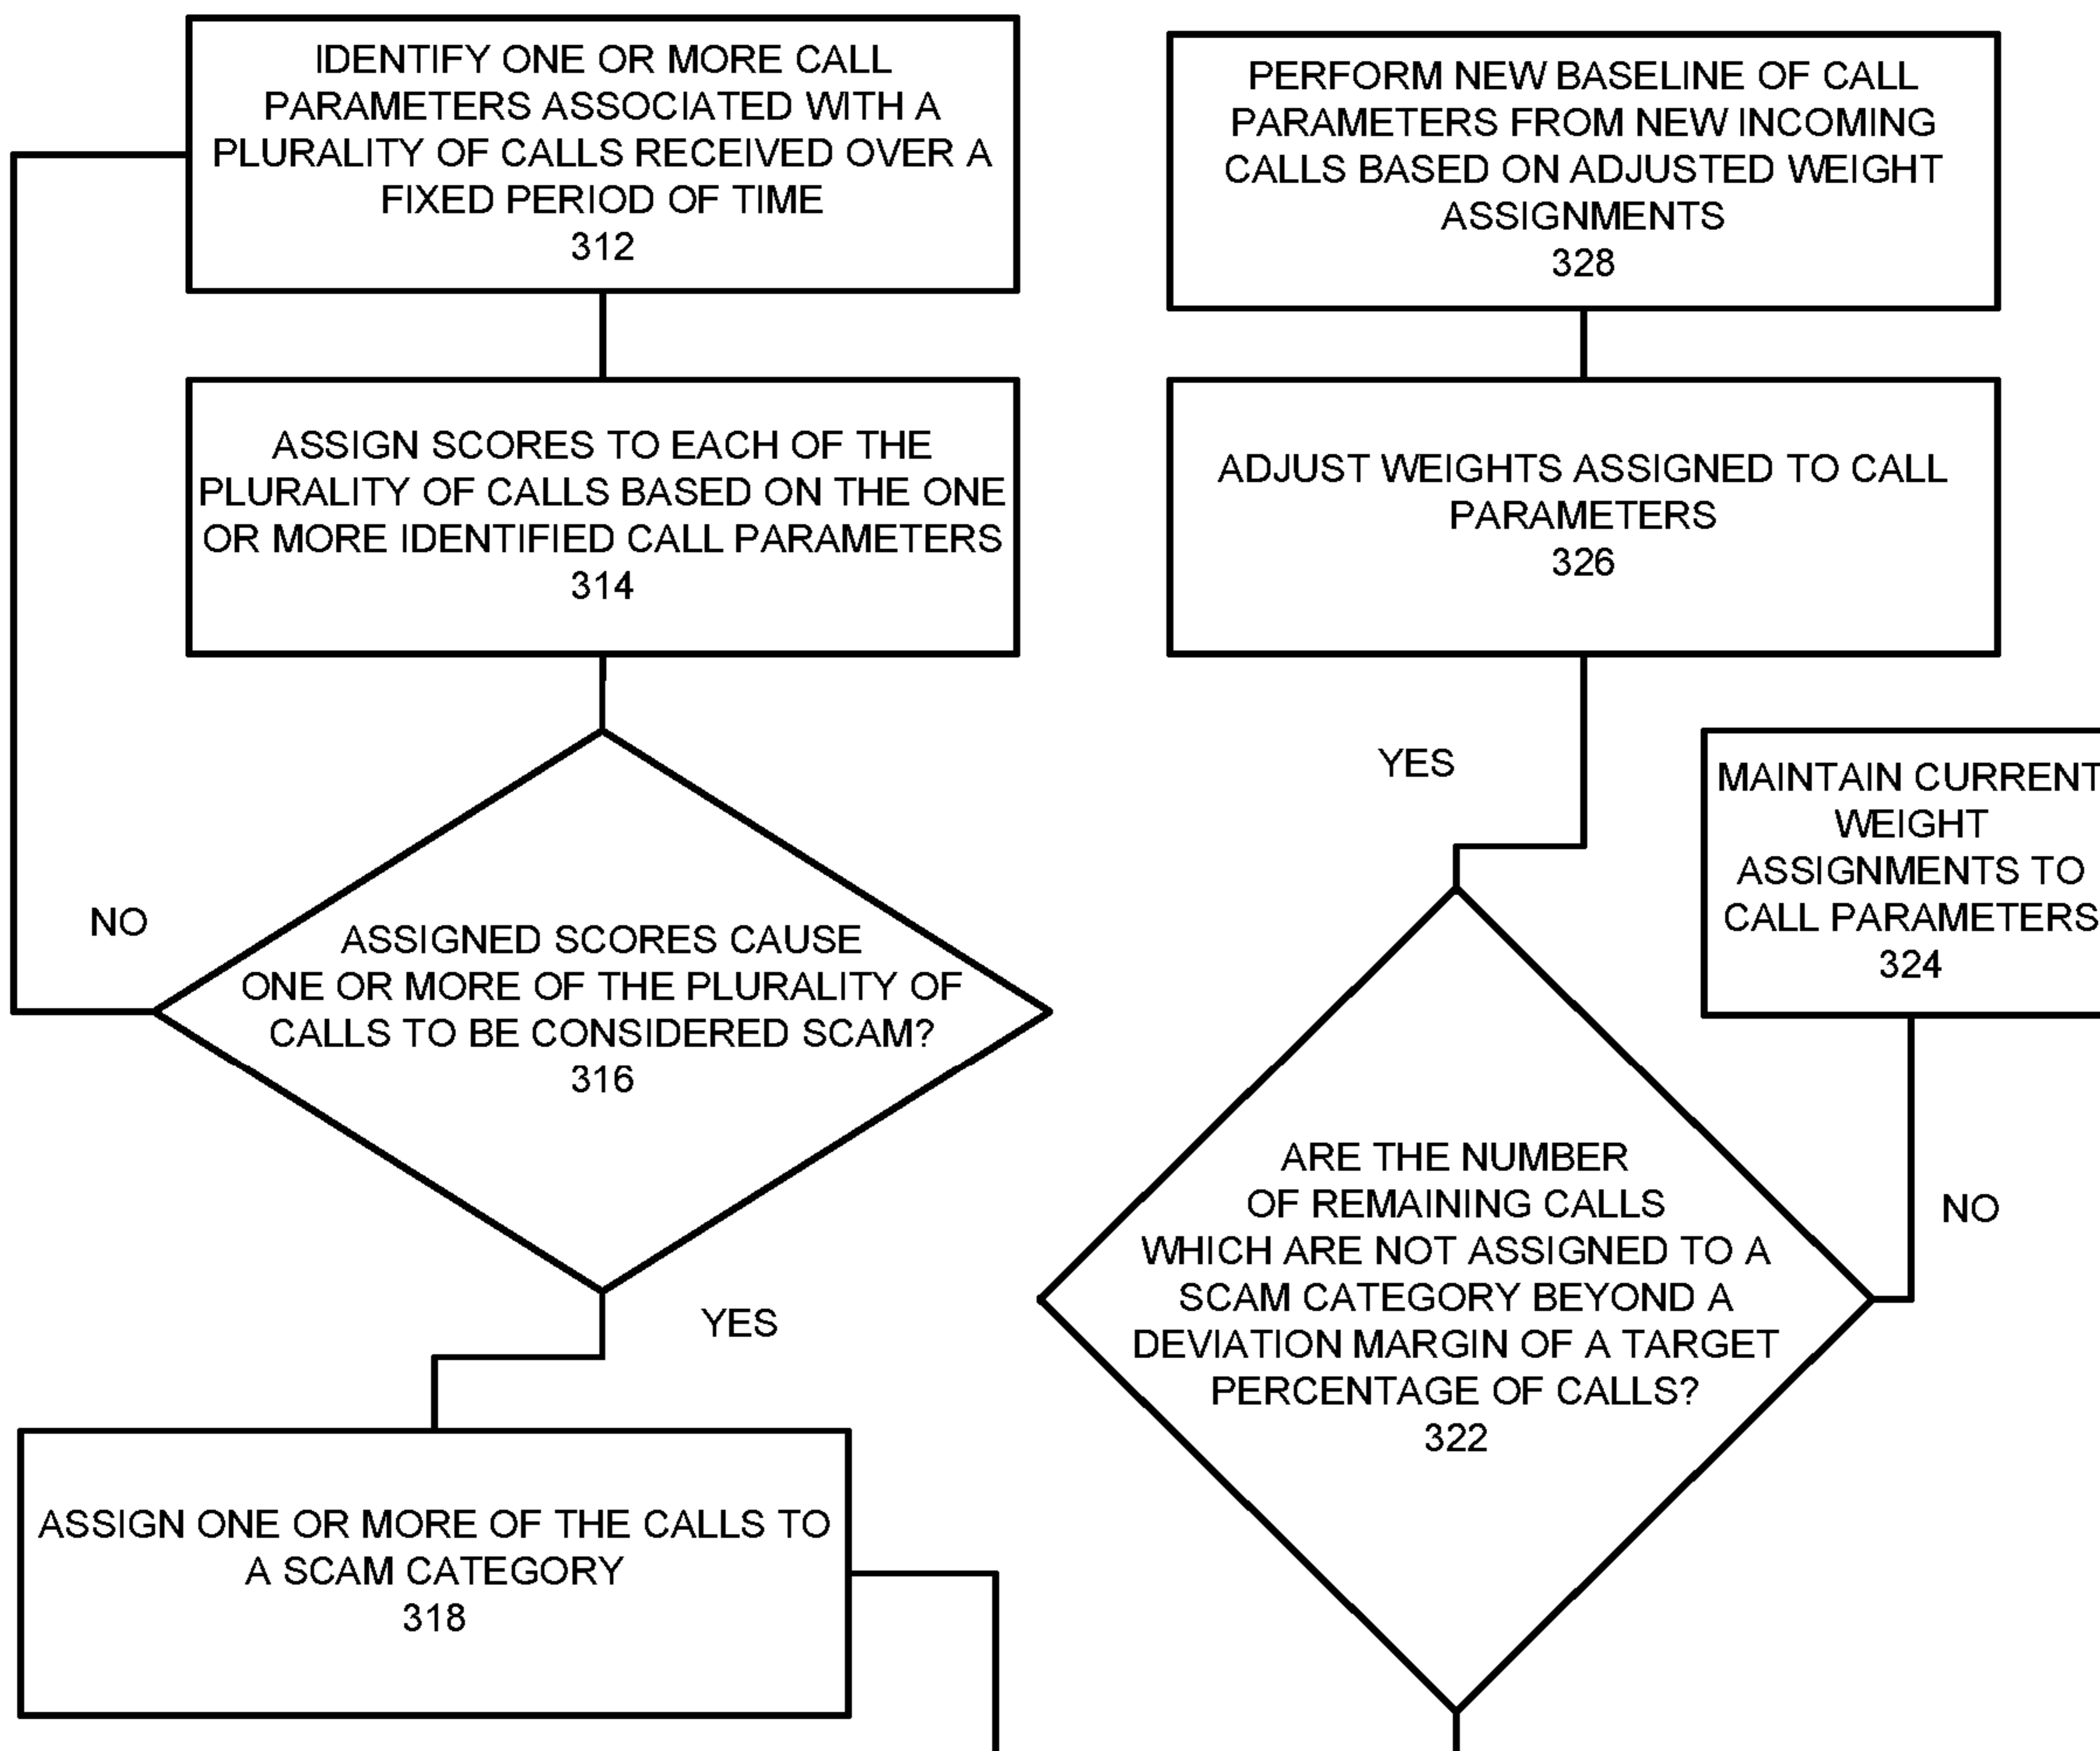 IDENTIFY ONE OR MORE CALL
PARAMETERS ASSOCIATED WITH A
PLURALITY OF CALLS RECEIVED OVER A
FIXED PERIOD OF TIME
312
ASSIGN SCORES TO EACH OF THE
PLURALITY OF CALLS BASED ON THE ONE
OR MORE IDENTIFIED CALL PARAMETERS
314
NO
ASSIGNED SCORES CAUSE
ONE OR MORE OF THE PLURALITY OF
CALLS TO BE CONSIDERED SCAM?
316
YES
ASSIGN ONE OR MORE OF THE CALLS TO
A SCAM CATEGORY
318
PERFORM NEW BASELINE OF CALL
PARAMETERS FROM NEW INCOMING
CALLS BASED ON ADJUSTED WEIGHT
ASSIGNMENTS
328
ADJUST WEIGHTS ASSIGNED TO CALL
PARAMETERS
326
YES
MAINTAIN CURRENT
WEIGHT
ASSIGNMENTS TO
CALL PARAMETERS
324
NO
ARE THE NUMBER
OF REMAINING CALLS
WHICH ARE NOT ASSIGNED TO A
SCAM CATEGORY BEYOND A
DEVIATION MARGIN OF A TARGET
PERCENTAGE OF CALLS?
322